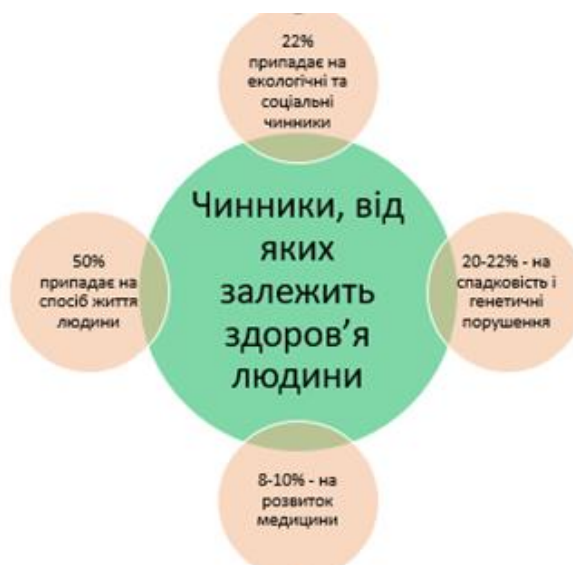 22%
припадає на
екологічні та
соціальні
чинники
Чинники, від
яких
залежить
здоров’я
людини
50%
припадає на
спосіб життя
людини
20-22% - на
спадковість і
генетичні
порушення
8-10% - на
розвиток
медицини